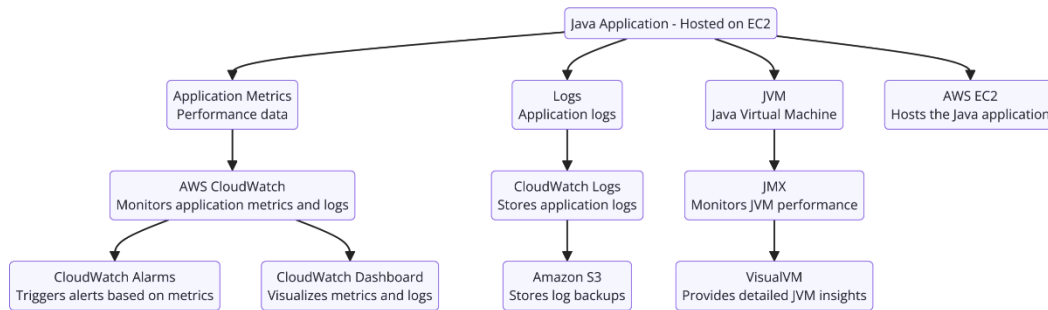 Java Application - Hosted on EC2
Application Metrics
Performance data
Logs
Application logs
JVM
Java Virtual Machine
AWS EC2
Hosts the Java application
AWS CloudWatch
Monitors application metrics and logs
CloudWatch Logs
Stores application logs
JMX
Monitors JVM performance
CloudWatch Alarms
Triggers alerts based on metrics
CloudWatch Dashboard
Visualizes metrics and logs
Amazon S3
Stores log backups
VisualVM
Provides detailed JVM insights